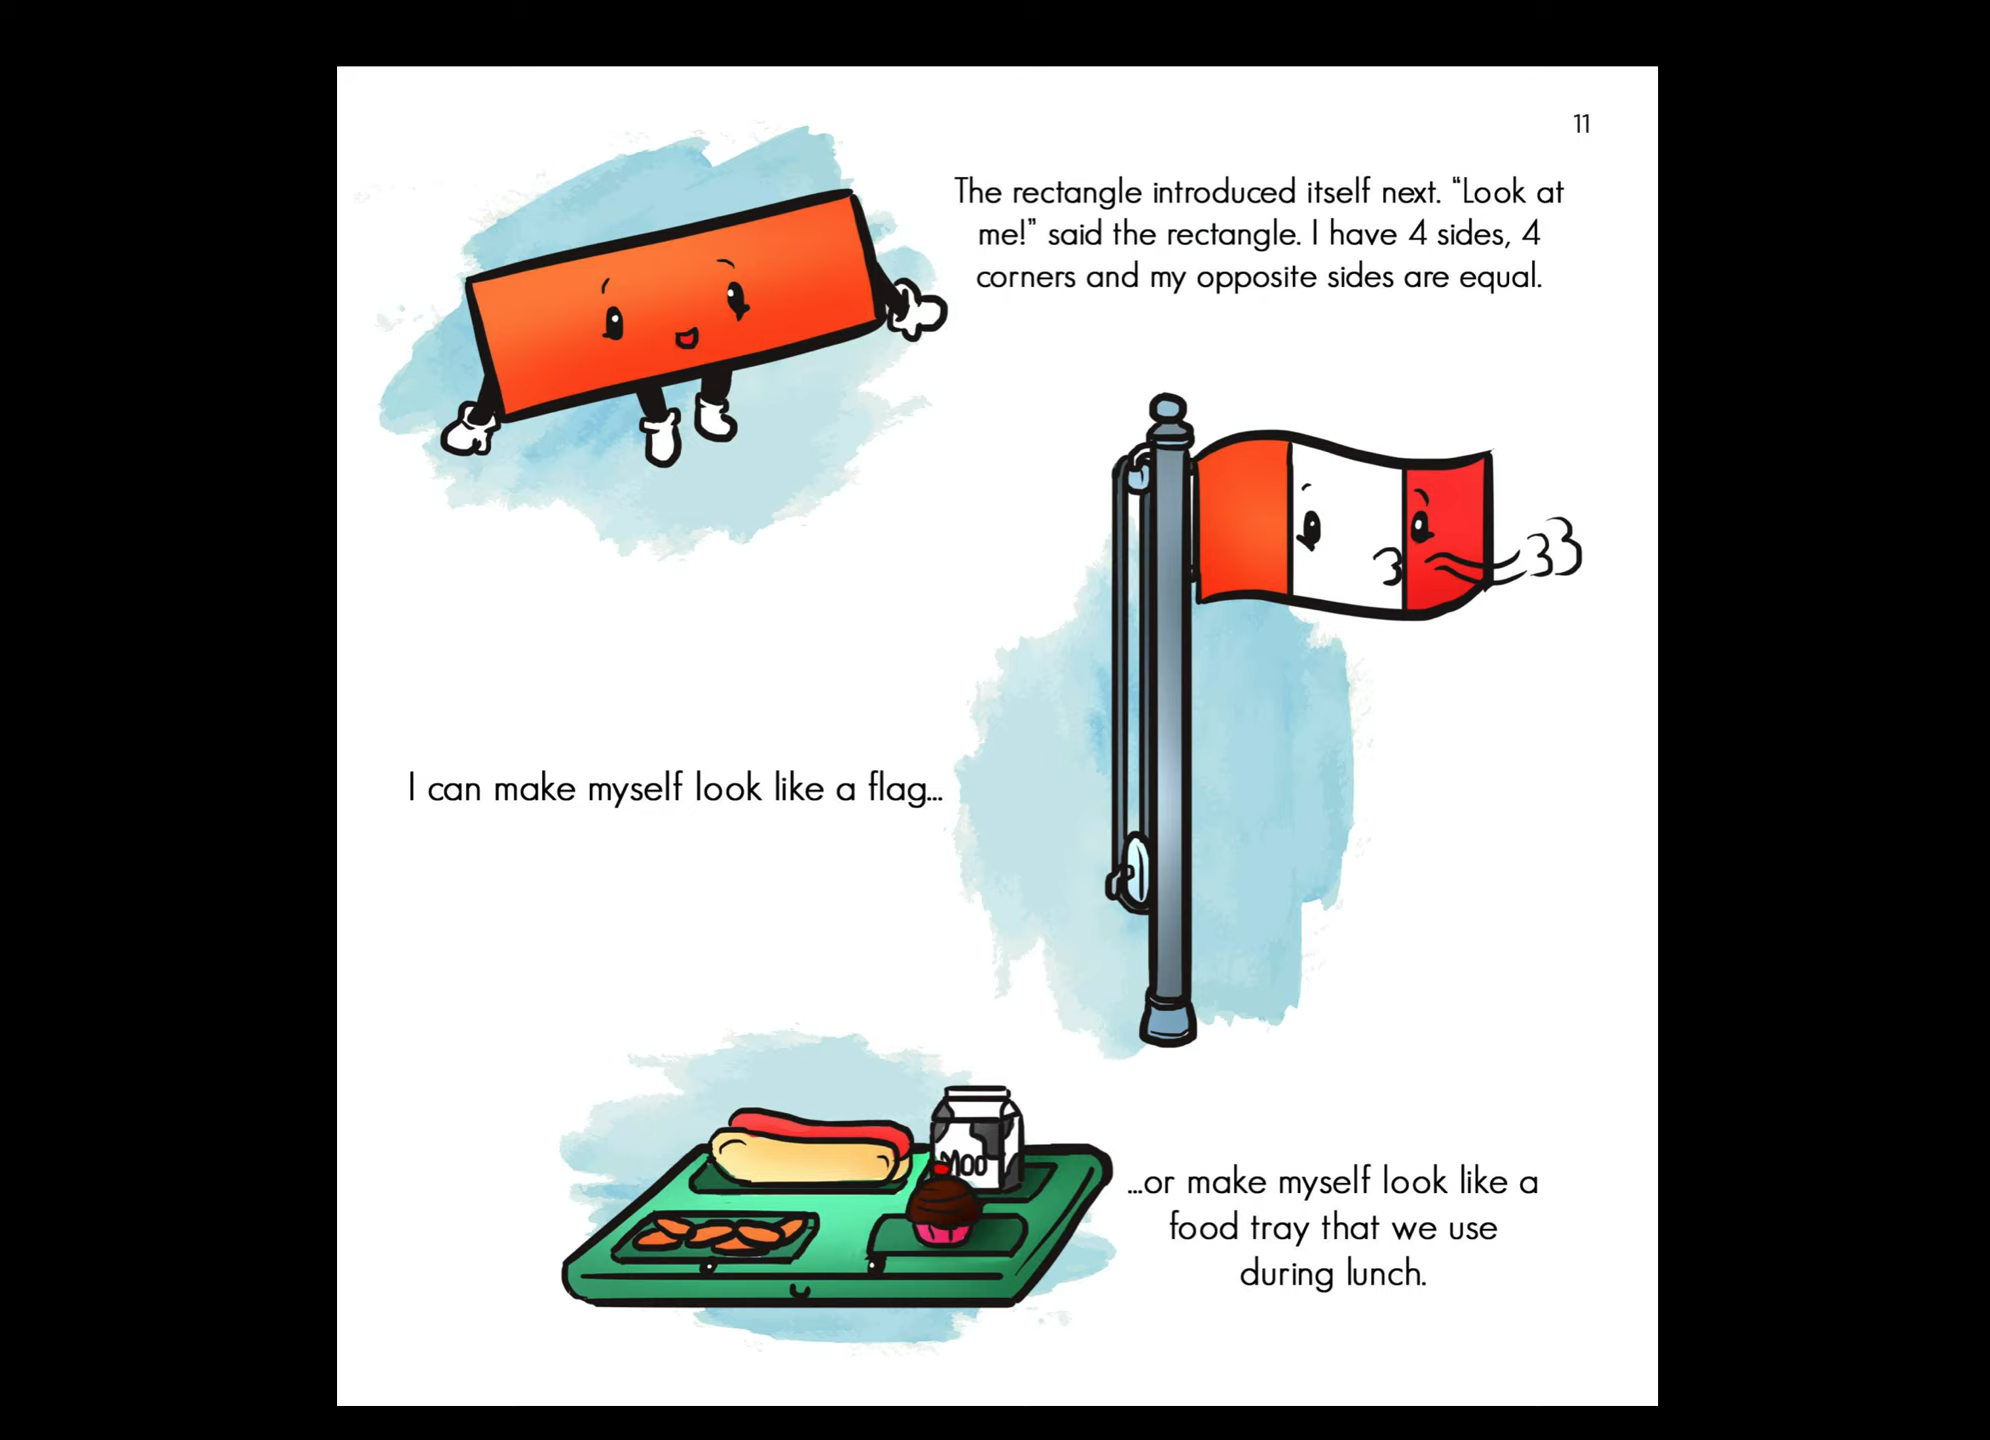 11
The rectangle introduced itself next. “Look at
me!” said the rectangle. I have 4 sides, 4
corners and my opposite sides are equal.
I can make myself look like a flag...
Moo
...or make myself look like a
food tray that we use
during lunch.